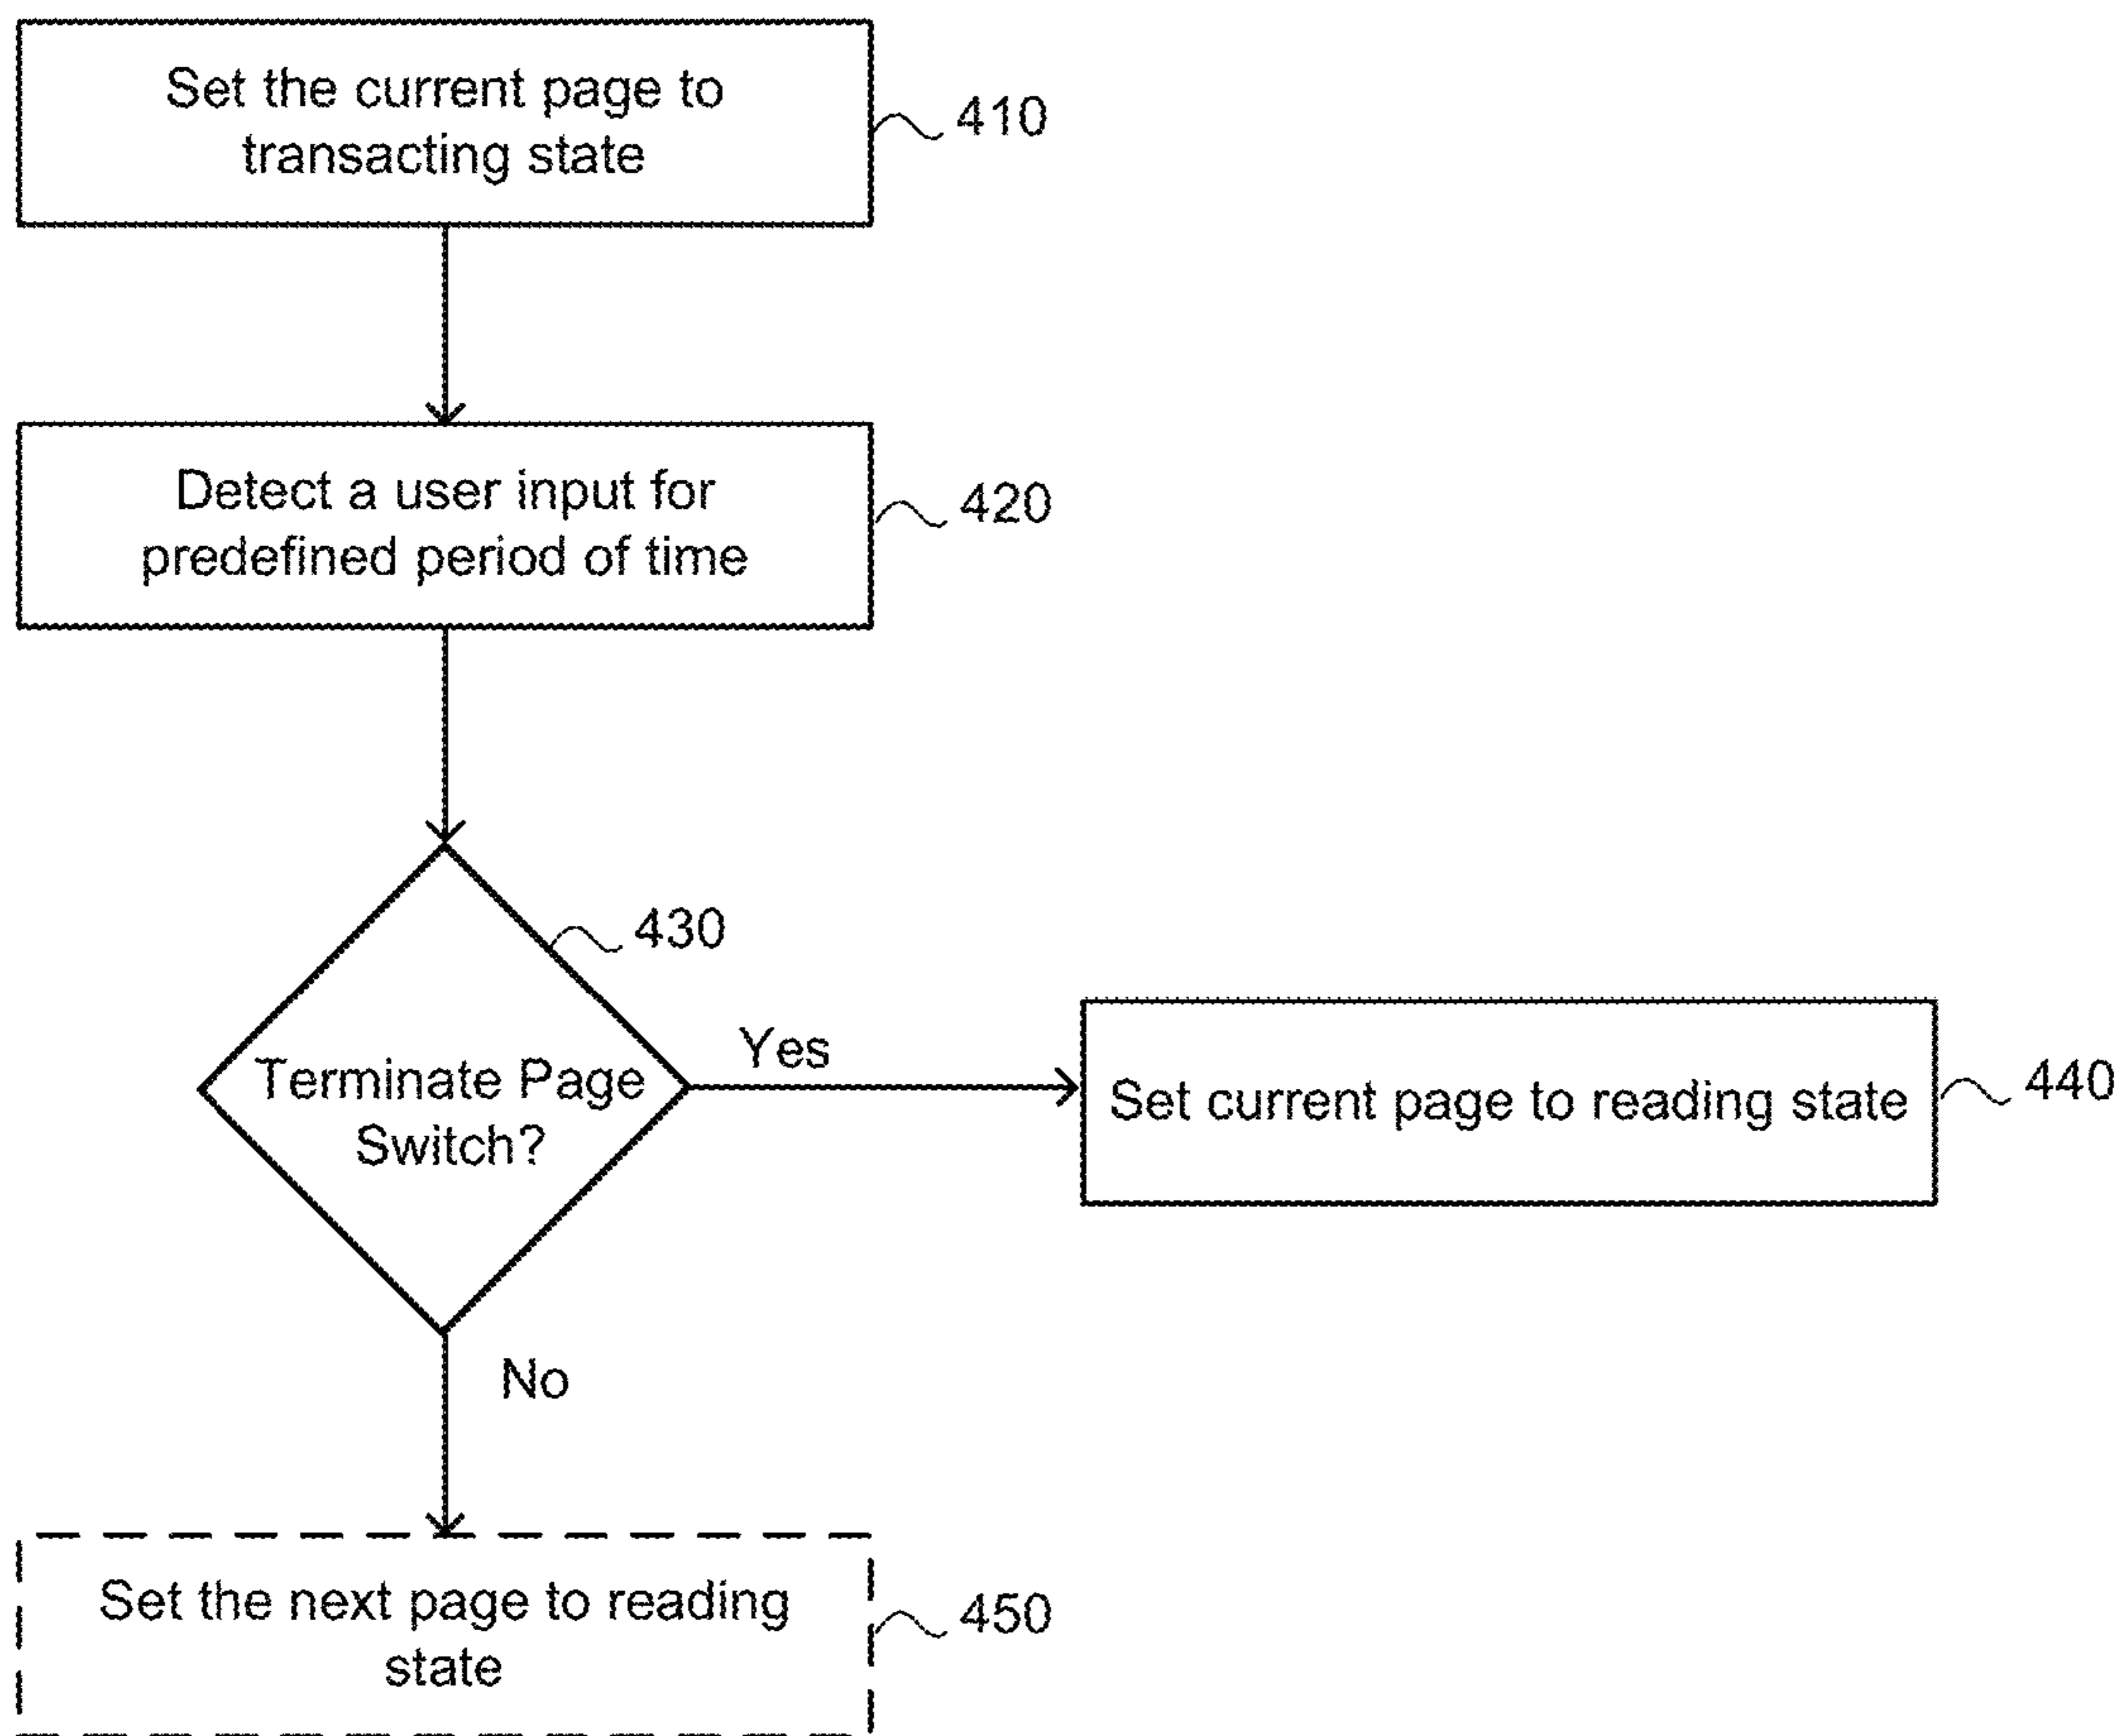 Set the current page to
transacting state
410
Detect a user input for
predefined period of time
420
430
Terminate Page
Switch?
Yes
Set current page to reading state
440
No
Set the next page to reading
state
450